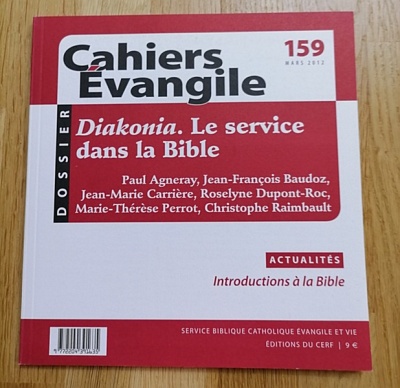 Cahiers
Évangile
159
MARS 2012
DOSSIER
Diakonia. Le service
dans la Bible
Paul Agneray, Jean-François Baudoz,
Jean-Marie Carrière, Roselyne Dupont-Roc,
Marie-Thérèse Perrot, Christophe Raimbault
ACTUALITÉS
Introductions à la Bible
SERVICE BIBLIQUE CATHOLIQUE ÉVANGILE ET VIE
ÉDITIONS DU CERF | 9 €